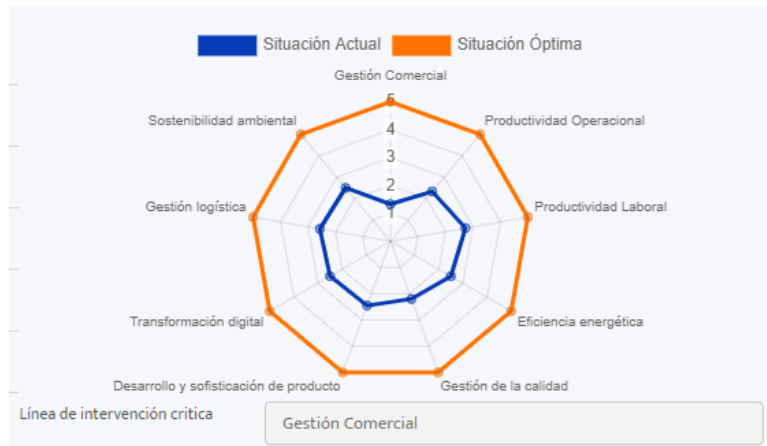 Situación Actual Situación Óptima
Gestión Comercial
5
Sostenibilidad ambiental Productividad Operacional
4
3
2
Gestión logística Productividad Laboral
1
Transformación digital Eficiencia energética
Desarrollo y sofisticación de producto Gestión de la calidad
Línea de intervención critica Gestión Comercial